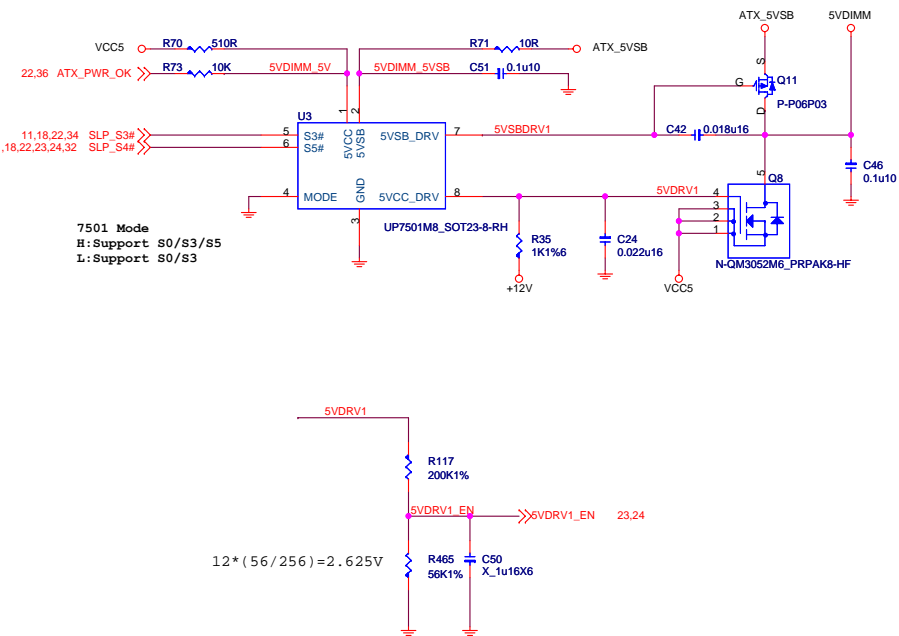 ATX_5VSB
5VDIMM
VCC5
R70
510R
R71
10R
ATX_5VSB
22,36 ATX_PWR_OK
R73
10K
5VDIMM_5V
5VDIMM_5VSB
C51
0.1u10
S
G
D
Q11
P-P06P03
U3
1
2
11,18,22,34 SLP_S3#
5
S3#
5VCC
5VSB
5VSB_DRV
7
5VSBDRV1
C42
0.018u16
,18,22,23,24,32 SLP_S4#
6
S5#
C46
0.1u10
4
MODE
GND
5VCC_DRV
8
5VDRV1
5
Q8
4
3
2
1
3
UP7501M8_SOT23-8-RH
7501 Mode
H:Support S0/S3/S5
L:Support S0/S3
R35
1K1%6
C24
0.022u16
N-QM3052M6_PRPAK8-HF
+12V
VCC5
5VDRV1
R117
200K1%
5VDRV1_EN
5VDRV1_EN 23,24
12*(56/256)=2.625V
R465
56K1%
C50
X_1u16X6